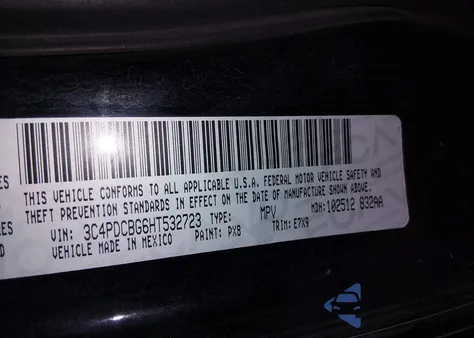 THIS VEHICLE CONFORMS TO ALL APPLICABLE U.S.A. FEDERAL MOTOR VEHICLE SAFETY AND
THEFT PREVENTION STANDARDS IN EFFECT ON THE DATE OF MANUFACTURE SHOWN ABOVE.
VIN: 3C4PDCBG6HT532723 TYPE: MPV MDH: 102512 832AA
VEHICLE MADE IN MEXICO PAINT: PX8 TRIM: E7X9